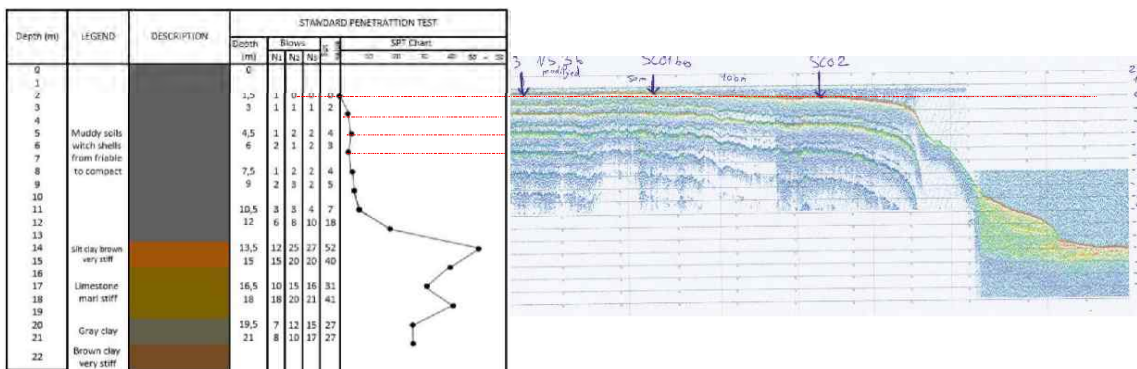 STANDARD PENETRATTION TEST
Depth (m) LEGEND DESCRIPTION Depth (m) Blows SPT Chart
N1 N2 N3
0 0
1
2 1,5 1 0 0 0
3 3 1 1 1 2
4
5 Muddy soils 4,5 1 2 2 4
6 witch shells 6 2 1 2 3
7 from friable
8 to compact 7,5 1 2 2 4
9 9 2 3 2 5
10
11 10,5 3 3 4 7
12 12 6 8 10 18
13
14 Silt clay brown 13,5 12 25 27 52
15 very stiff 15 15 20 20 40
16
17 Limestone 16,5 10 15 16 31
18 marl stiff 18 18 20 21 41
19
20 Gray clay 19,5 7 12 15 27
21 21 8 10 17 27
22 Brown clay
very stiff
modified
50m
100m
SC02